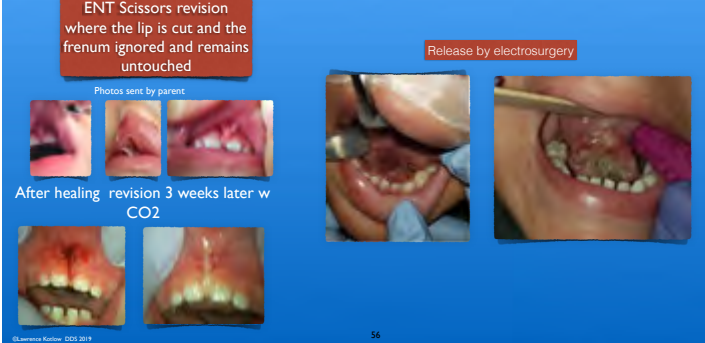 ENT Scissors revision
where the lip is cut and the
frenum ignored and remains
untouched
Photos sent by parent
After healing revision 3 weeks later w
CO2
©Lawrence Kotlow DDS 2019
Release by electrosurgery
56